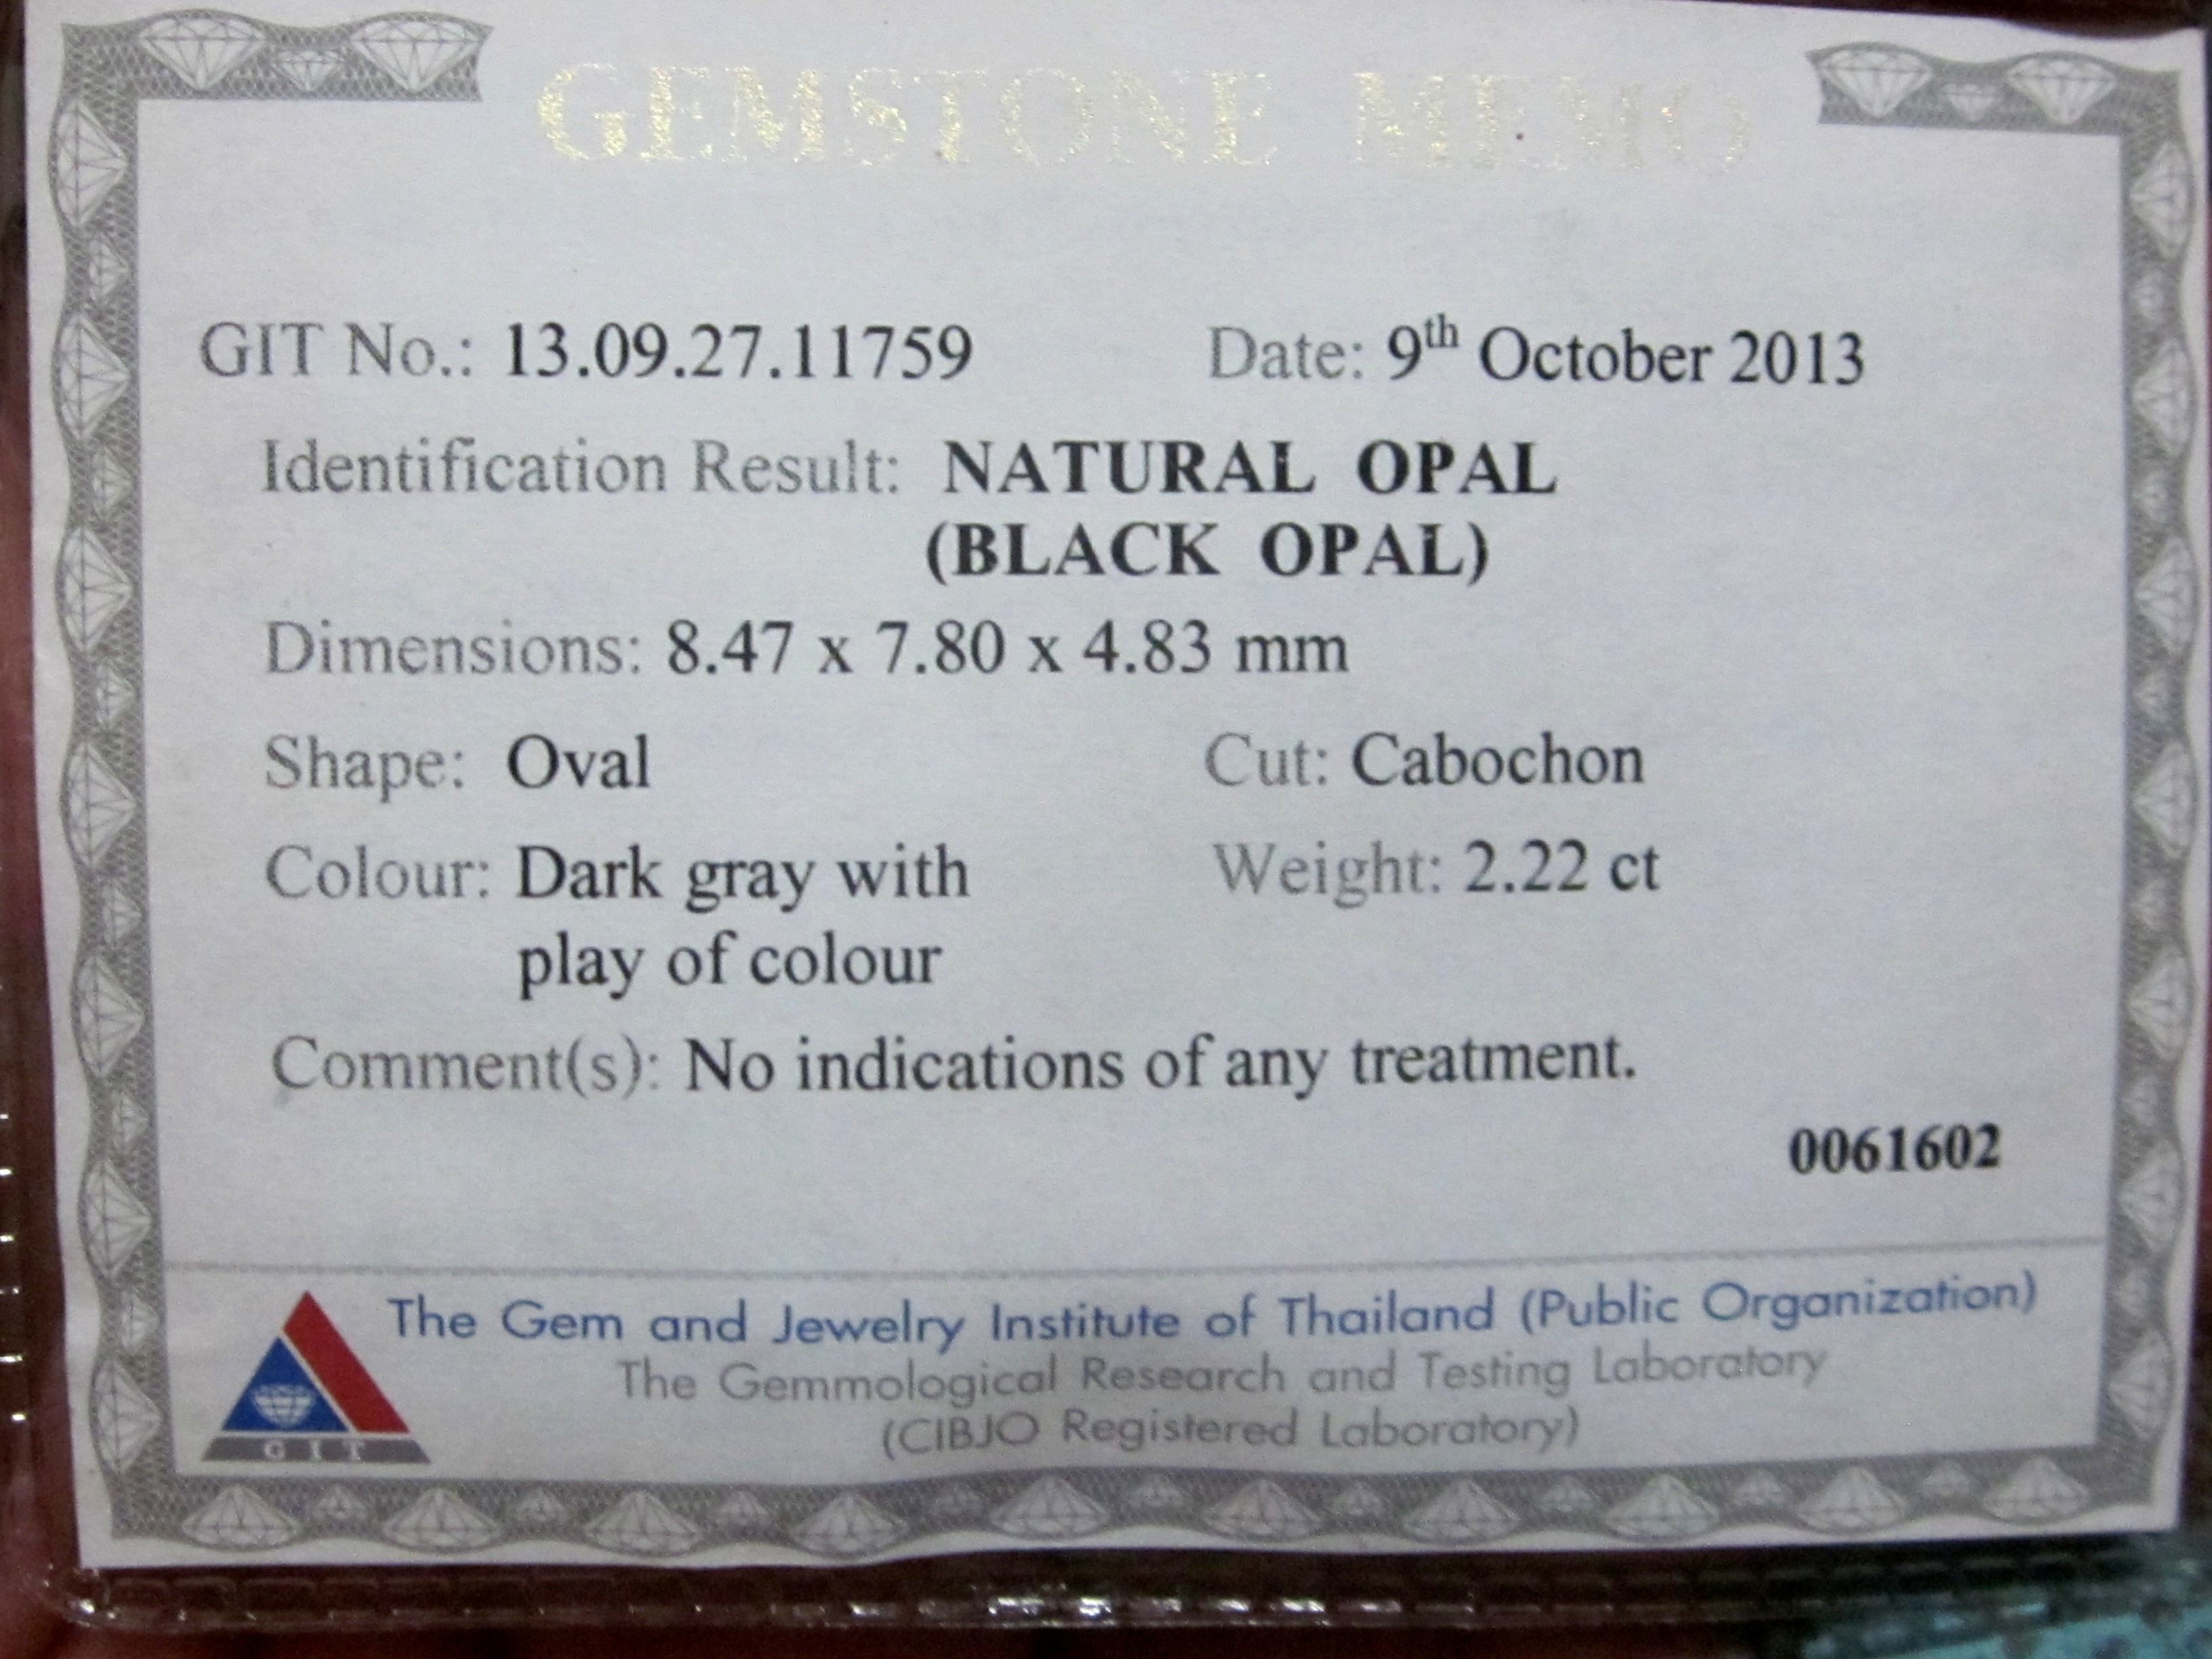 GEMSTONE MEMO
GIT No.: 13.09.27.11759 Date: 9th October 2013
Identification Result: NATURAL OPAL
(BLACK OPAL)
Dimensions: 8.47 x 7.80 x 4.83 mm
Shape: Oval Cut: Cabochon
Colour: Dark gray with Weight: 2.22 ct
play of colour
Comment(s): No indications of any treatment.
0061602
The Gem and Jewelry Institute of Thailand (Public Organization)
The Gemmological Research and Testing Laboratory
(CIBJO Registered Laboratory)
GIT